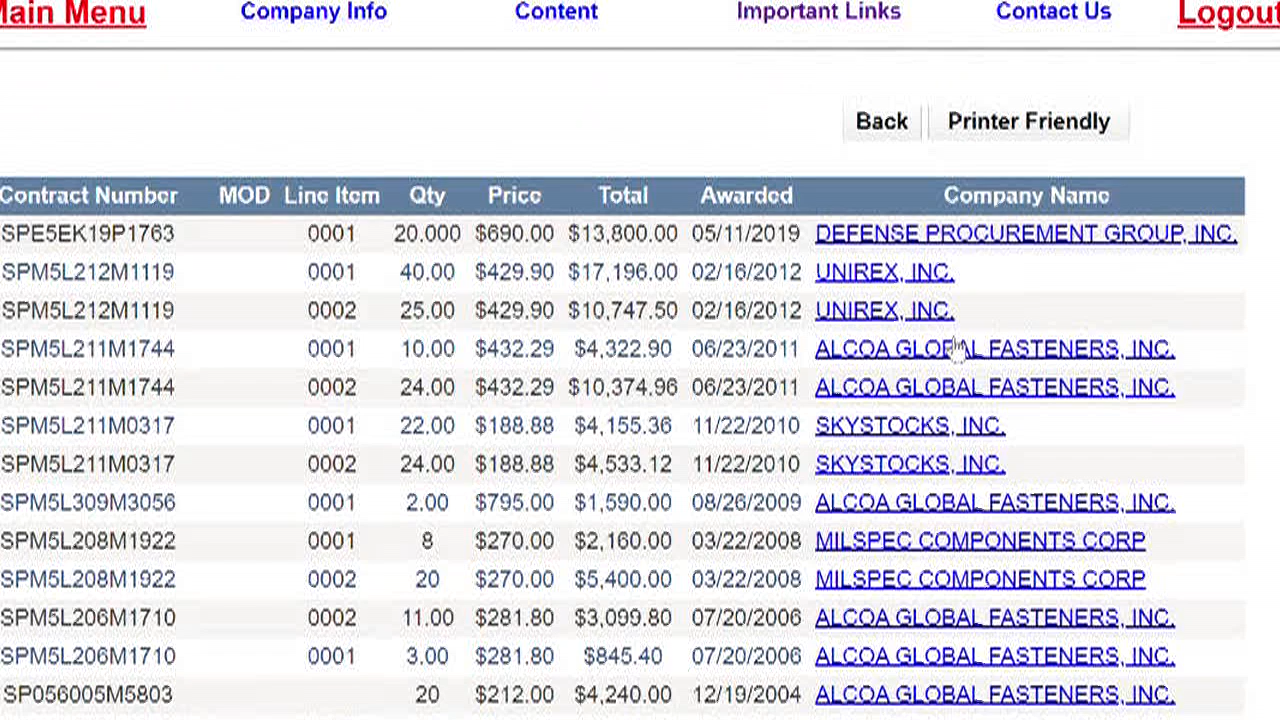 Main Menu Company Info Content Important Links Contact Us Logout
Back Printer Friendly
Contract Number MOD Line Item Qty Price Total Awarded Company Name
SPE5EK19P1763 0001 20.000 $690.00 $13,800.00 05/11/2019 DEFENSE PROCUREMENT GROUP, INC.
SPM5L212M1119 0001 40.00 $429.90 $17,196.00 02/16/2012 UNIREX, INC.
SPM5L212M1119 0002 25.00 $429.90 $10,747.50 02/16/2012 UNIREX, INC.
SPM5L211M1744 0001 10.00 $432.29 $4,322.90 06/23/2011 ALCOA GLOBAL FASTENERS, INC.
SPM5L211M1744 0002 24.00 $432.29 $10,374.96 06/23/2011 ALCOA GLOBAL FASTENERS, INC.
SPM5L211M0317 0001 22.00 $188.88 $4,155.36 11/22/2010 SKYSTOCKS, INC.
SPM5L211M0317 0002 24.00 $188.88 $4,533.12 11/22/2010 SKYSTOCKS, INC.
SPM5L309M3056 0001 2.00 $795.00 $1,590.00 08/26/2009 ALCOA GLOBAL FASTENERS, INC.
SPM5L208M1922 0001 8 $270.00 $2,160.00 03/22/2008 MILSPEC COMPONENTS CORP
SPM5L208M1922 0002 20 $270.00 $5,400.00 03/22/2008 MILSPEC COMPONENTS CORP
SPM5L206M1710 0002 11.00 $281.80 $3,099.80 07/20/2006 ALCOA GLOBAL FASTENERS, INC.
SPM5L206M1710 0001 3.00 $281.80 $845.40 07/20/2006 ALCOA GLOBAL FASTENERS, INC.
SP056005M5803 20 $212.00 $4,240.00 12/19/2004 ALCOA GLOBAL FASTENERS, INC.